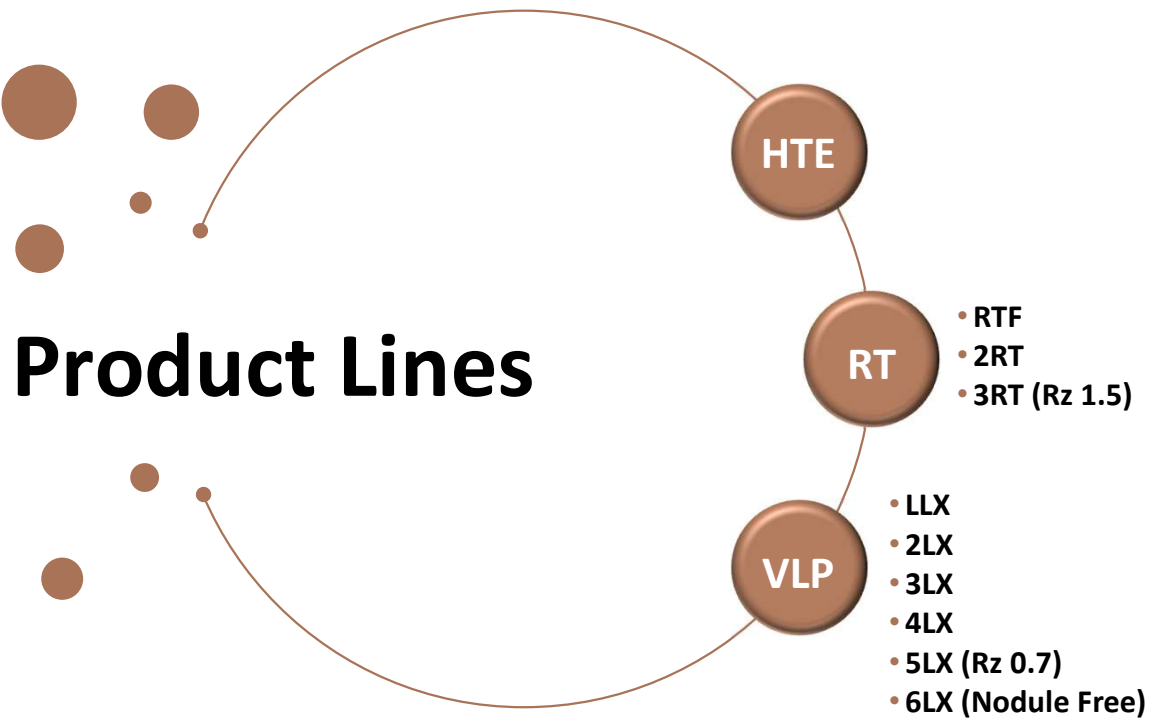 Product Lines
HTE
RT
• RTF
• 2RT
• 3RT (Rz 1.5)
VLP
• LLX
• 2LX
• 3LX
• 4LX
• 5LX (Rz 0.7)
• 6LX (Nodule Free)